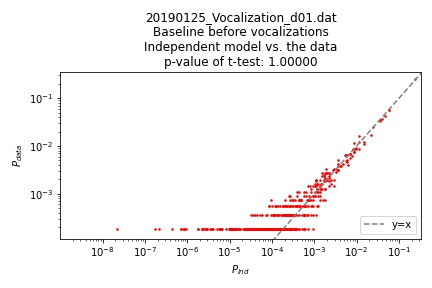 20190125_Vocalization_d01.dat
Baseline before vocalizations
Independent model vs. the data
p-value of t-test: 1.00000
P_data
10^-1
10^-2
10^-3
y=x
10^-8 10^-7 10^-6 10^-5 10^-4 10^-3 10^-2 10^-1
P_ind